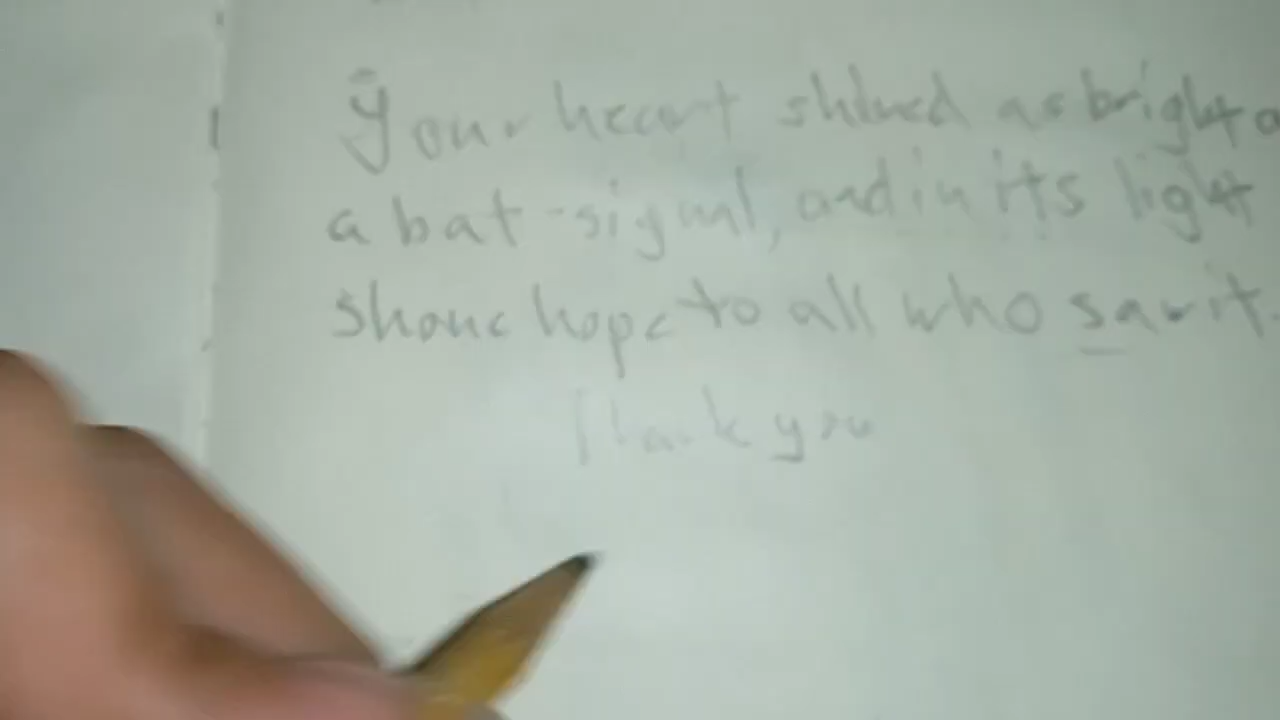 Your heart shined as bright a
a bat-signal, and in its light
shone hope to all who saw it.
Thank you